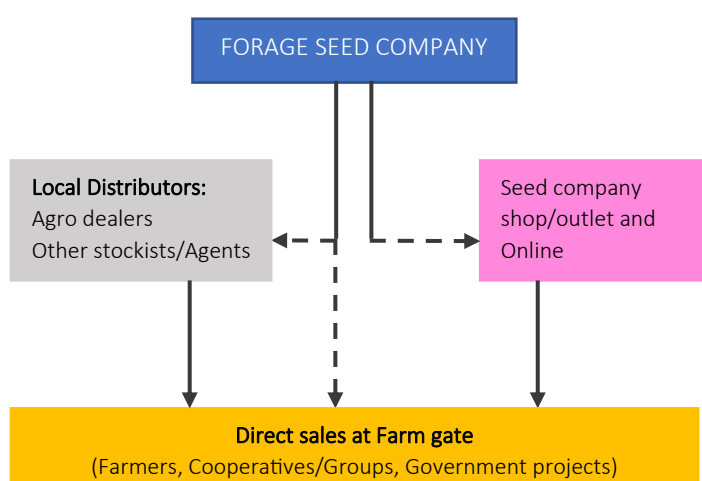 FORAGE SEED COMPANY
Local Distributors:
Agro dealers
Other stockists/Agents
Seed company
shop/outlet and
Online
Direct sales at Farm gate
(Farmers, Cooperatives/Groups, Government projects)